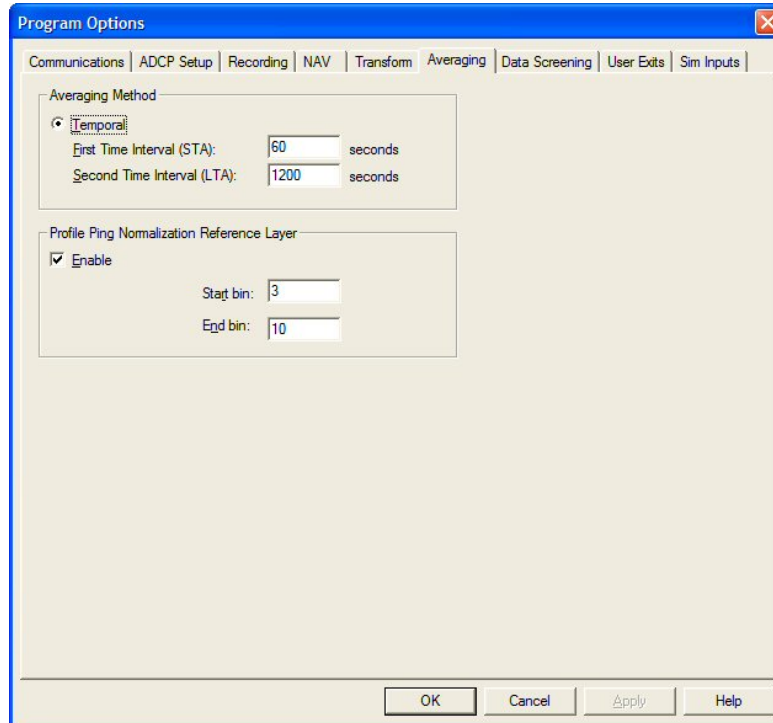 Program Options
Communications ADCP Setup Recording NAV Transform Averaging Data Screening User Exits Sim Inputs
Averaging Method
Temporal
First Time Interval (STA): 60 seconds
Second Time Interval (LTA): 1200 seconds
Profile Ping Normalization Reference Layer
Enable
Start bin: 3
End bin: 10
OK Cancel Apply Help